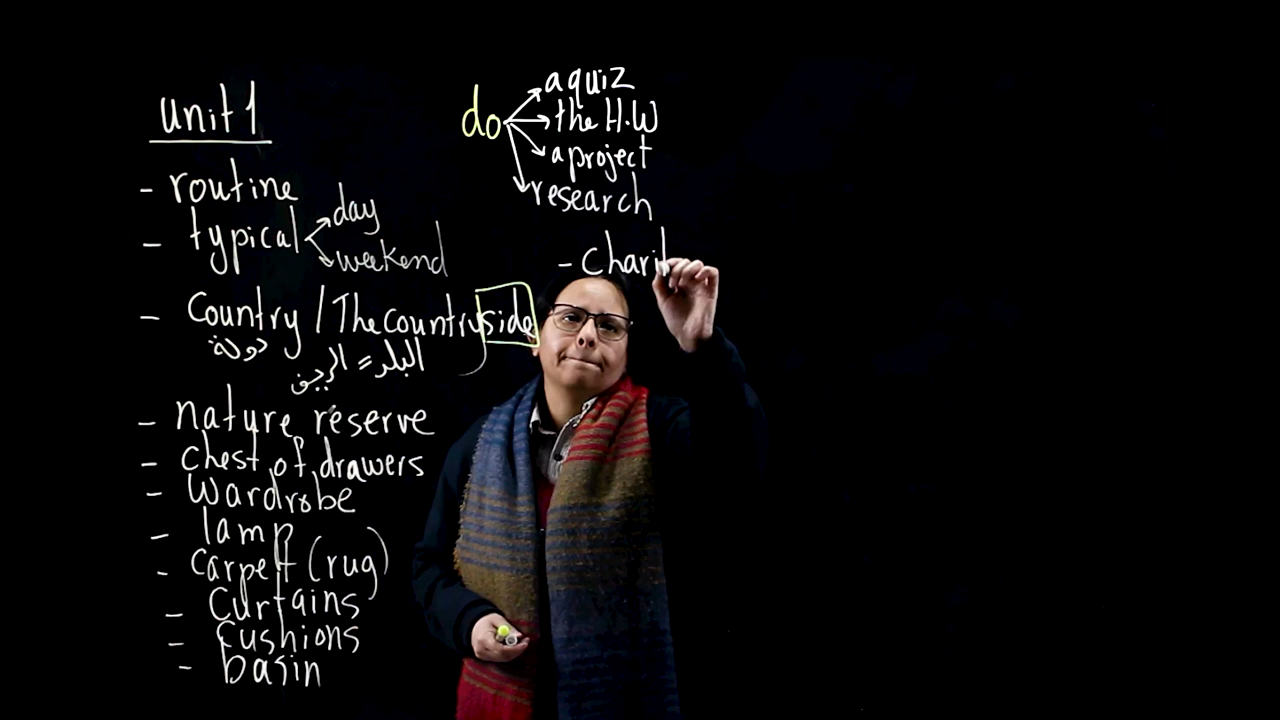 unit 1
- routine
- typical
day
weekend
- Country / The countryside
دولة
البلد = الريف
- nature reserve
- chest of drawers
- wardrobe
- lamp
- carpet (rug)
- Curtains
- Cushions
- basin
do
a quiz
the H.W
a project
research
- charit